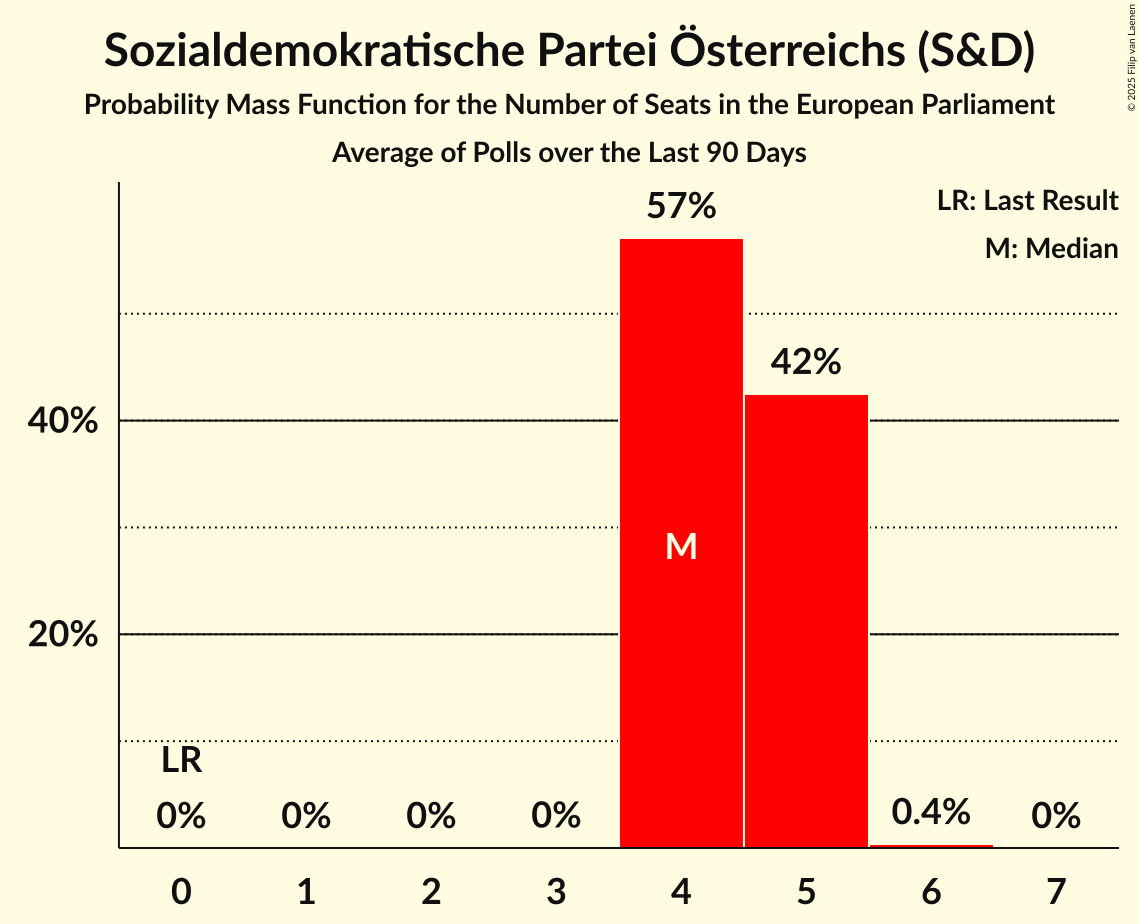 Sozialdemokratische Partei Österreichs (S&D)
Probability Mass Function for the Number of Seats in the European Parliament
Average of Polls over the Last 90 Days
© 2025 Filip van Laenen
LR: Last Result
M: Median
57%
42%
40%
M
20%
LR
0% 0% 0% 0% 0.4% 0%
0 1 2 3 4 5 6 7